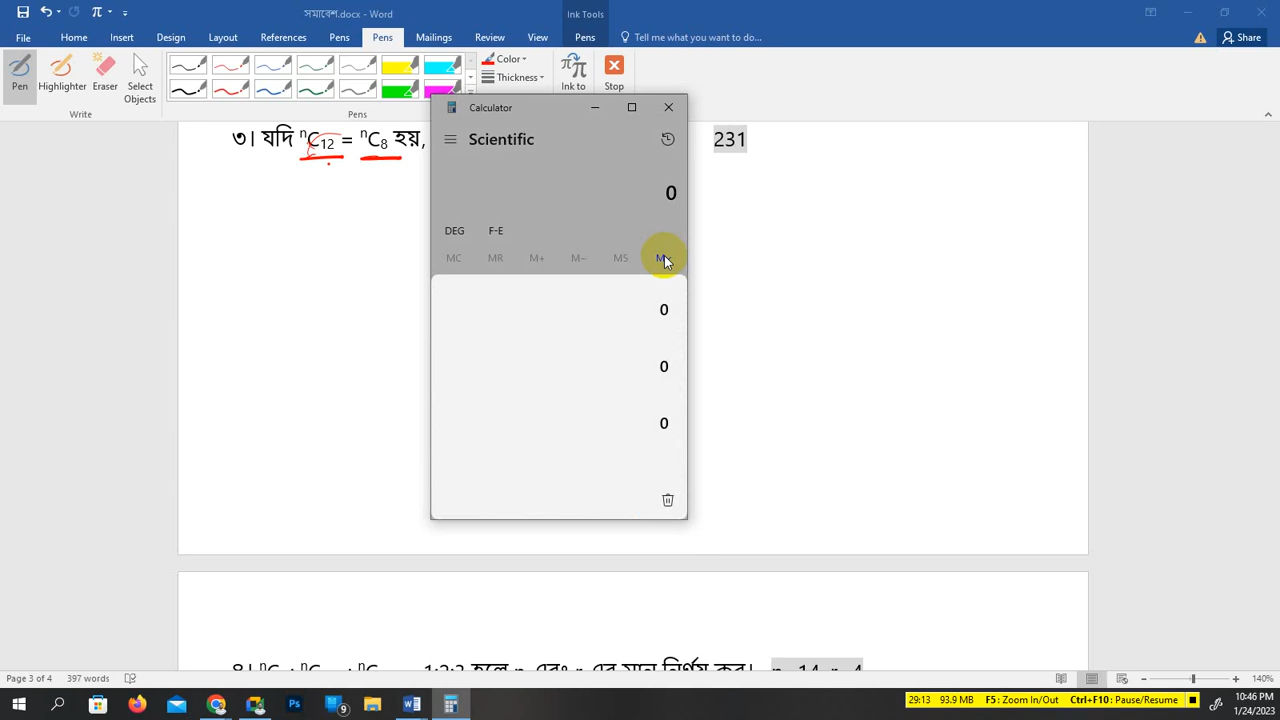 সমাবেশ.docx - Word
Ink Tools
File
Home
Insert
Design
Layout
References
Pens
Mailings
Review
View
Pens
Tell me what you want to do...
Share
Pen
Highlighter
Eraser
Select
Objects
Color
Thickness
Ink to
Stop
Write
Pens
৩। যদি ⁿC₁₂ = ⁿC₈ হয়,
231
Calculator
Scientific
0
DEG
F-E
MC
MR
M+
M−
MS
0
0
0
Page 3 of 4
397 words
140%
29:13
93.9 MB
F5: Zoom In/Out
Ctrl+F10: Pause/Resume
10:46 PM
1/24/2023
9